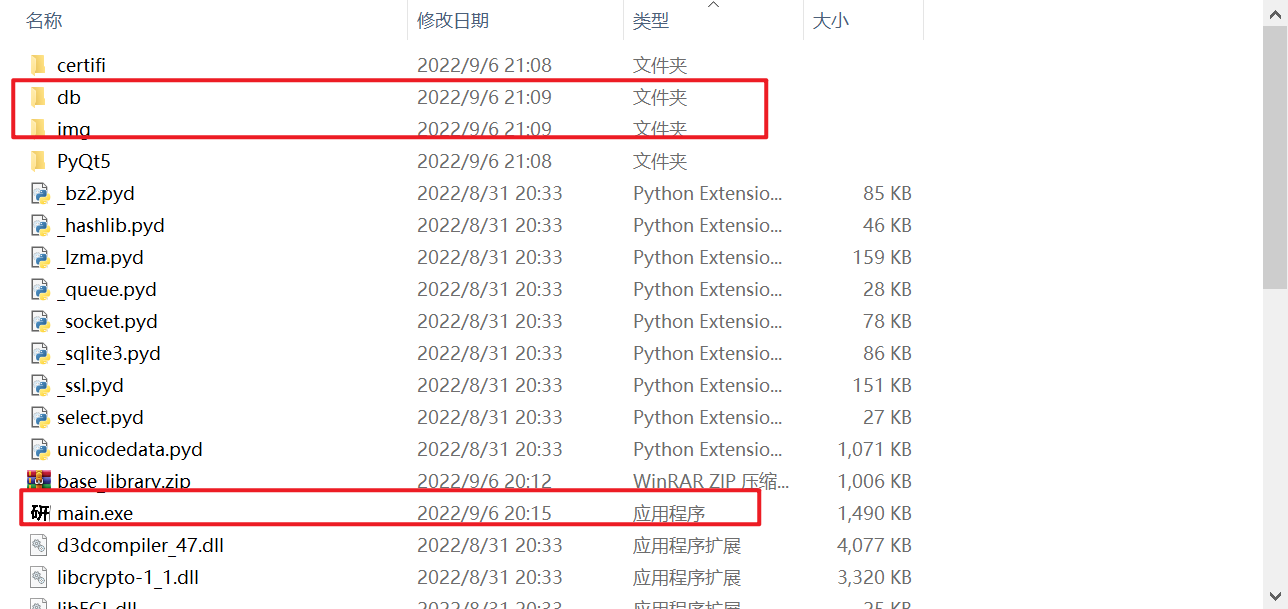 名称 修改日期 类型 大小
certifi 2022/9/6 21:08 文件夹
db 2022/9/6 21:09 文件夹
img 2022/9/6 21:09 文件夹
PyQt5 2022/9/6 21:08 文件夹
_bz2.pyd 2022/8/31 20:33 Python Extensio... 85 KB
_hashlib.pyd 2022/8/31 20:33 Python Extensio... 46 KB
_lzma.pyd 2022/8/31 20:33 Python Extensio... 159 KB
_queue.pyd 2022/8/31 20:33 Python Extensio... 28 KB
_socket.pyd 2022/8/31 20:33 Python Extensio... 78 KB
_sqlite3.pyd 2022/8/31 20:33 Python Extensio... 86 KB
_ssl.pyd 2022/8/31 20:33 Python Extensio... 151 KB
select.pyd 2022/8/31 20:33 Python Extensio... 27 KB
unicodedata.pyd 2022/8/31 20:33 Python Extensio... 1,071 KB
base_library.zip 2022/9/6 20:12 WinRAR ZIP 压缩... 1,006 KB
研 main.exe 2022/9/6 20:15 应用程序 1,490 KB
d3dcompiler_47.dll 2022/8/31 20:33 应用程序扩展 4,077 KB
libcrypto-1_1.dll 2022/8/31 20:33 应用程序扩展 3,320 KB
libEGL.dll 2022/8/31 20:33 应用程序扩展 25 KB